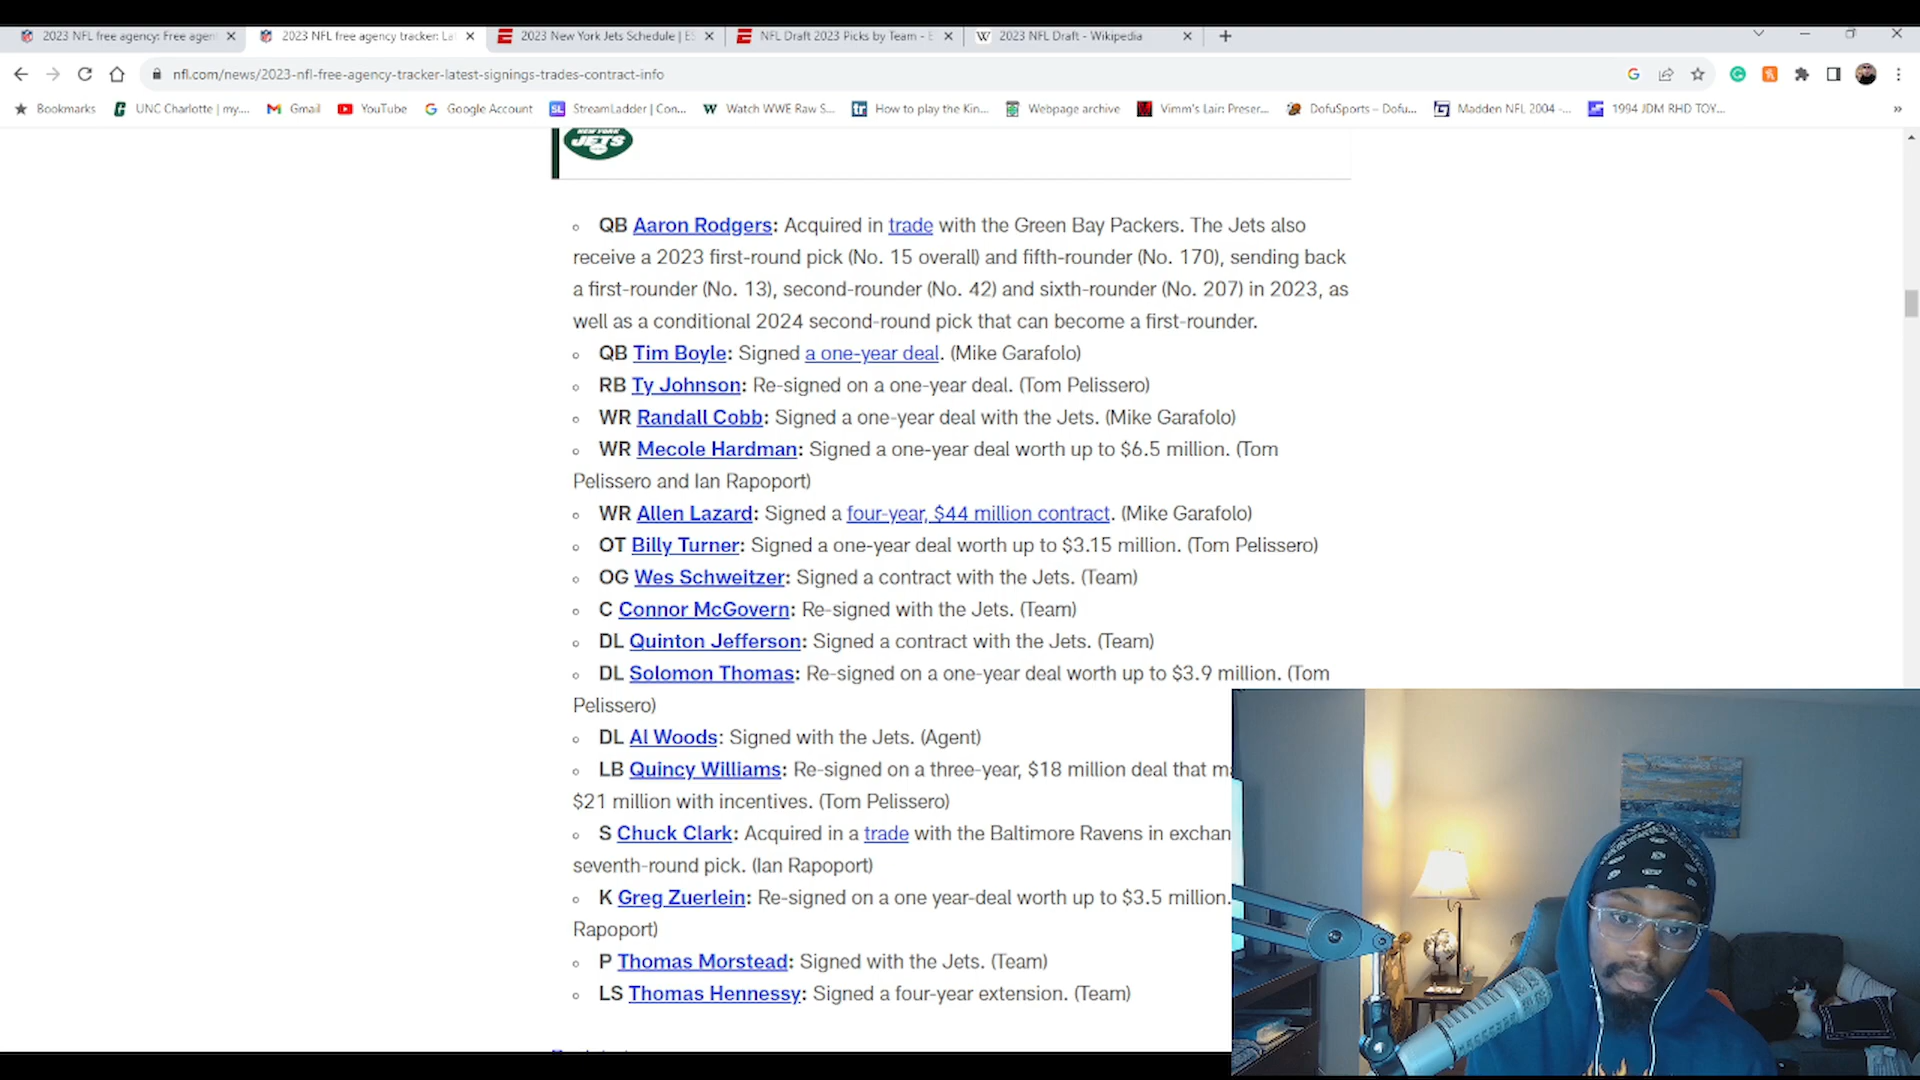 2023 NFL free agency: Free agen
2023 NFL free agency tracker: La
2023 New York Jets Schedule | ES
NFL Draft 2023 Picks by Team - E
2023 NFL Draft - Wikipedia
nfl.com/news/2023-nfl-free-agency-tracker-latest-signings-trades-contract-info
Bookmarks
UNC Charlotte | my....
Gmail
YouTube
Google Account
StreamLadder | Con...
Watch WWE Raw S...
How to play the Kin...
Webpage archive
Vimm's Lair: Preser...
DofuSports – Dofu...
Madden NFL 2004 -...
1994 JDM RHD TOY...
NEW YORK
JETS
QB Aaron Rodgers: Acquired in trade with the Green Bay Packers. The Jets also
receive a 2023 first-round pick (No. 15 overall) and fifth-rounder (No. 170), sending back
a first-rounder (No. 13), second-rounder (No. 42) and sixth-rounder (No. 207) in 2023, as
well as a conditional 2024 second-round pick that can become a first-rounder.
QB Tim Boyle: Signed a one-year deal. (Mike Garafolo)
RB Ty Johnson: Re-signed on a one-year deal. (Tom Pelissero)
WR Randall Cobb: Signed a one-year deal with the Jets. (Mike Garafolo)
WR Mecole Hardman: Signed a one-year deal worth up to $6.5 million. (Tom
Pelissero and Ian Rapoport)
WR Allen Lazard: Signed a four-year, $44 million contract. (Mike Garafolo)
OT Billy Turner: Signed a one-year deal worth up to $3.15 million. (Tom Pelissero)
OG Wes Schweitzer: Signed a contract with the Jets. (Team)
C Connor McGovern: Re-signed with the Jets. (Team)
DL Quinton Jefferson: Signed a contract with the Jets. (Team)
DL Solomon Thomas: Re-signed on a one-year deal worth up to $3.9 million. (Tom
Pelissero)
DL Al Woods: Signed with the Jets. (Agent)
LB Quincy Williams: Re-signed on a three-year, $18 million deal that m
$21 million with incentives. (Tom Pelissero)
S Chuck Clark: Acquired in a trade with the Baltimore Ravens in exchan
seventh-round pick. (Ian Rapoport)
K Greg Zuerlein: Re-signed on a one year-deal worth up to $3.5 million.
Rapoport)
P Thomas Morstead: Signed with the Jets. (Team)
LS Thomas Hennessy: Signed a four-year extension. (Team)